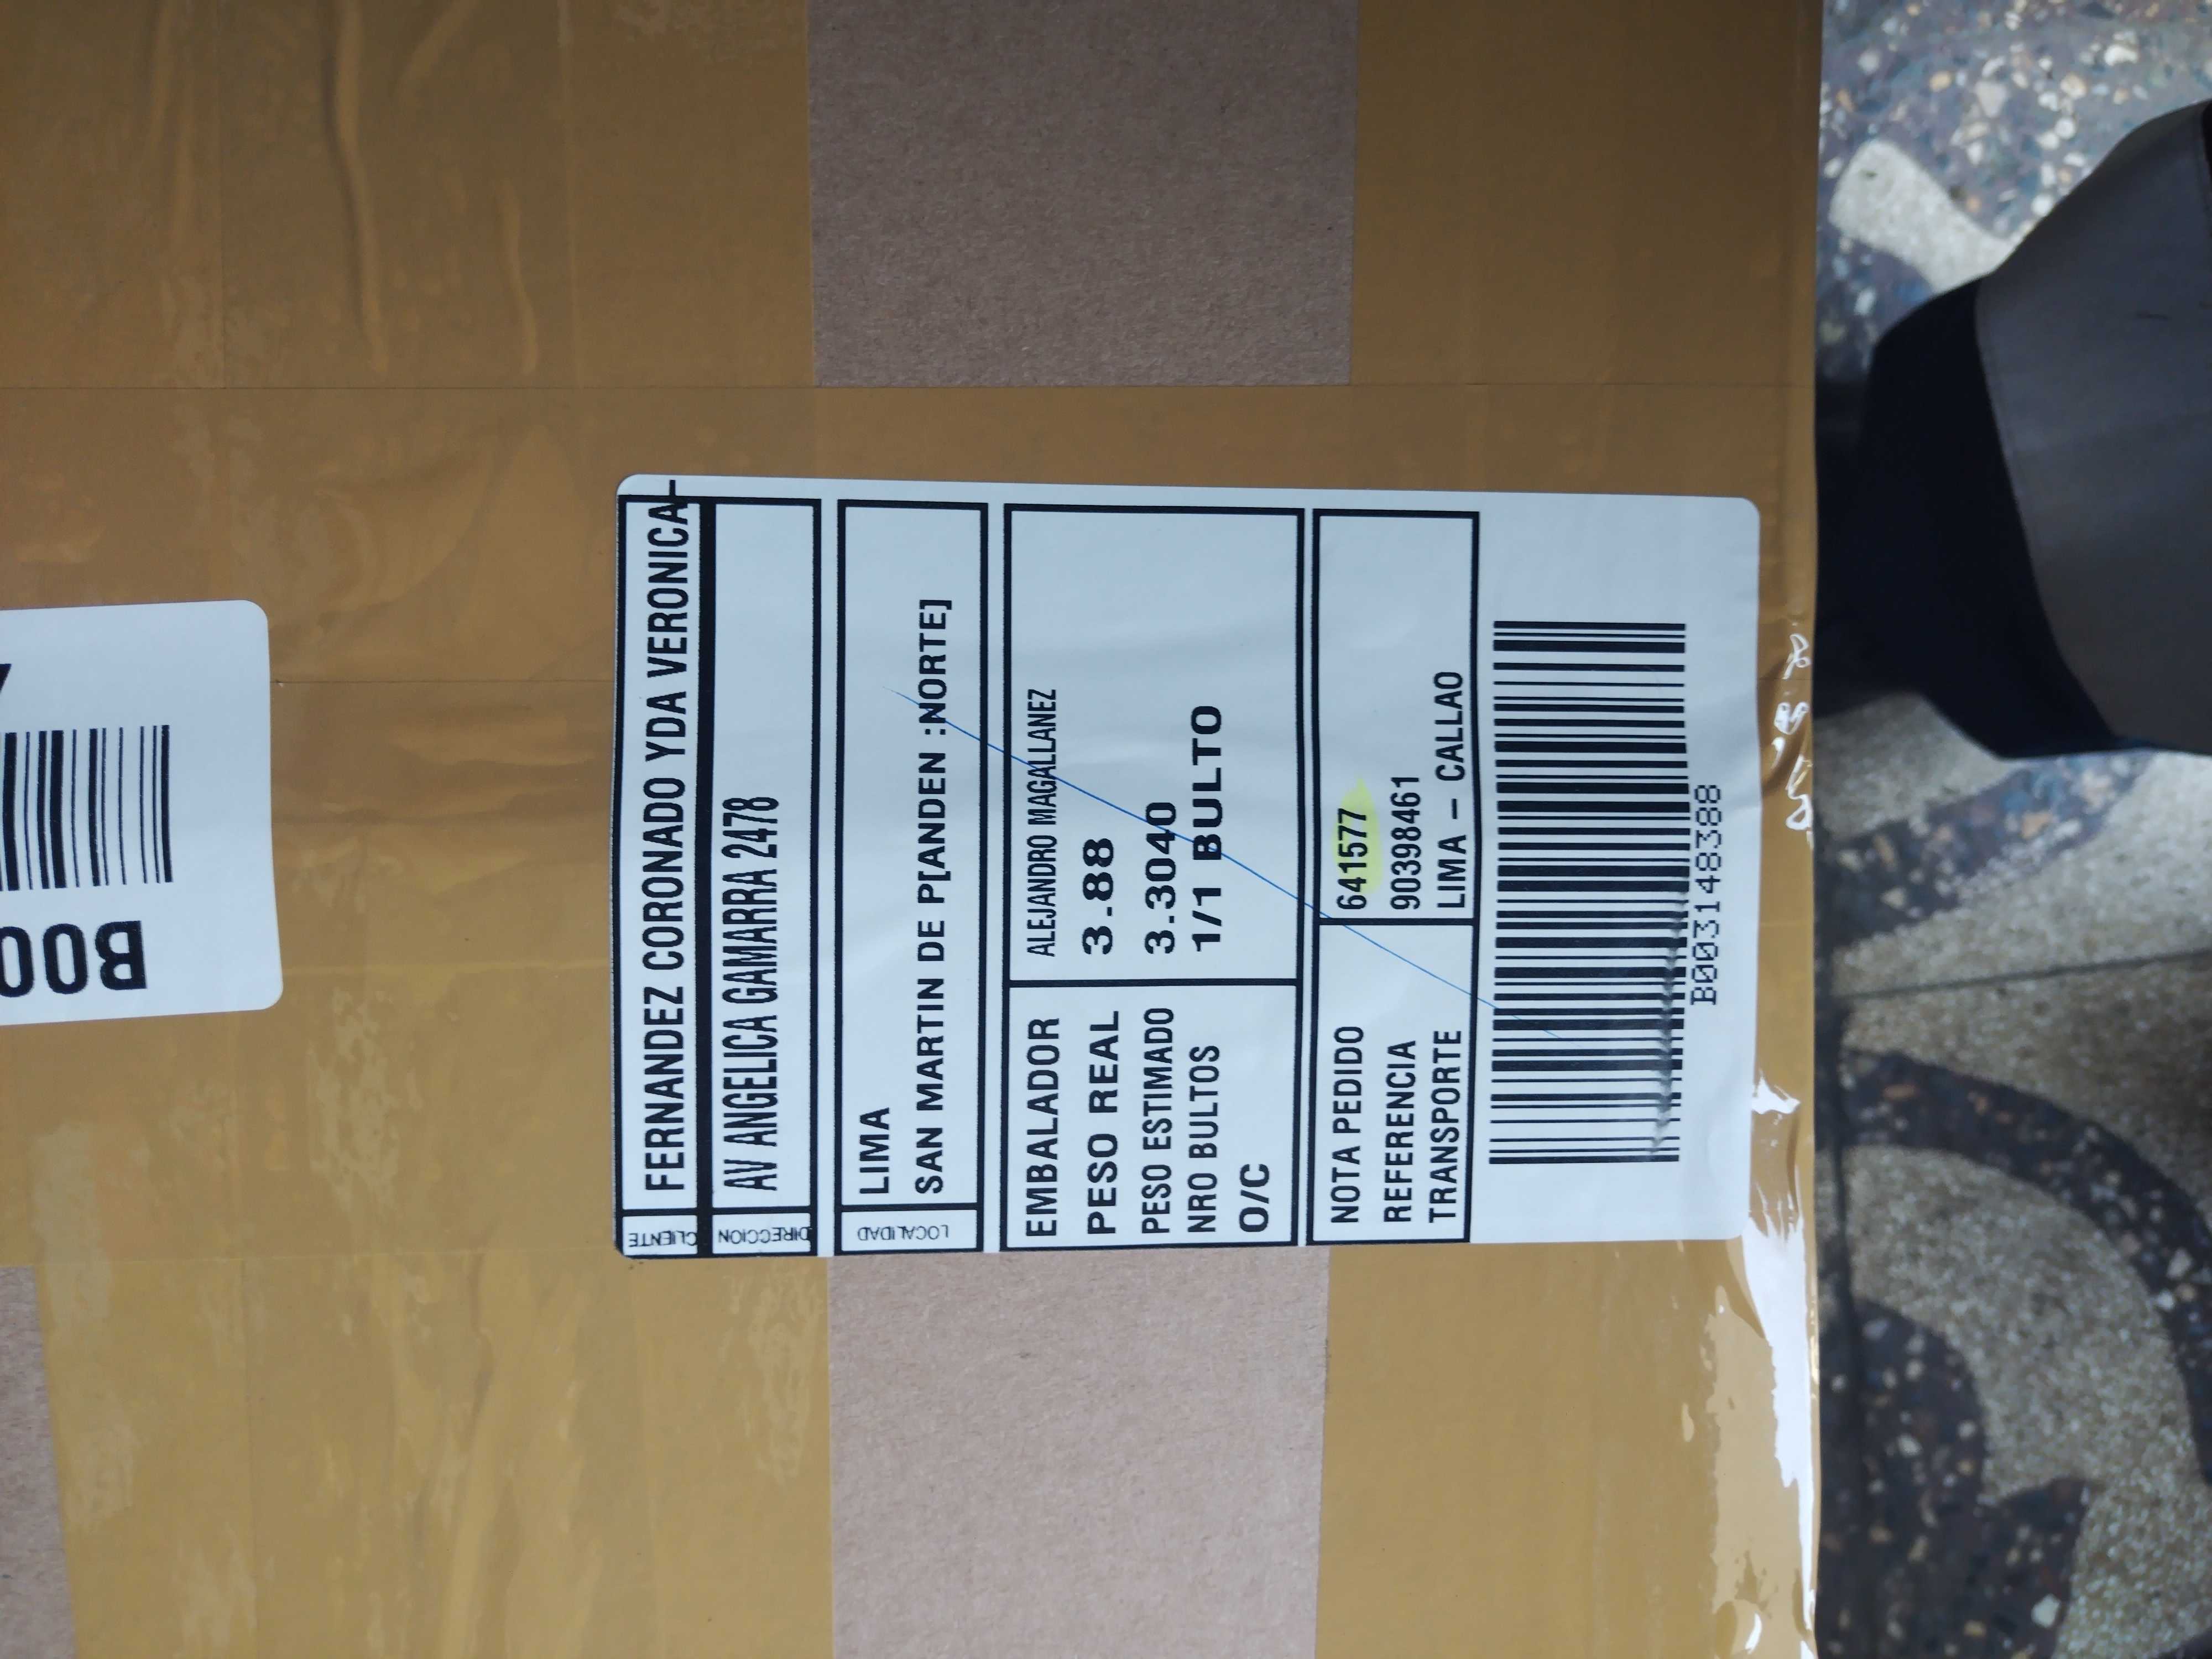 CLIENTE FERNANDEZ CORONADO YDA VERONICA
DIRECCION AV ANGELICA GAMARRA 2478
LOCALIDAD LIMA
SAN MARTIN DE P[ANDEN :NORTE]
EMBALADOR ALEJANDRO MAGALLANEZ
PESO REAL 3.88
PESO ESTIMADO 3.3040
NRO BULTOS 1/1 BULTO
O/C
NOTA PEDIDO 641577
REFERENCIA 903398461
TRANSPORTE LIMA - CALLAO
B003148388
B00